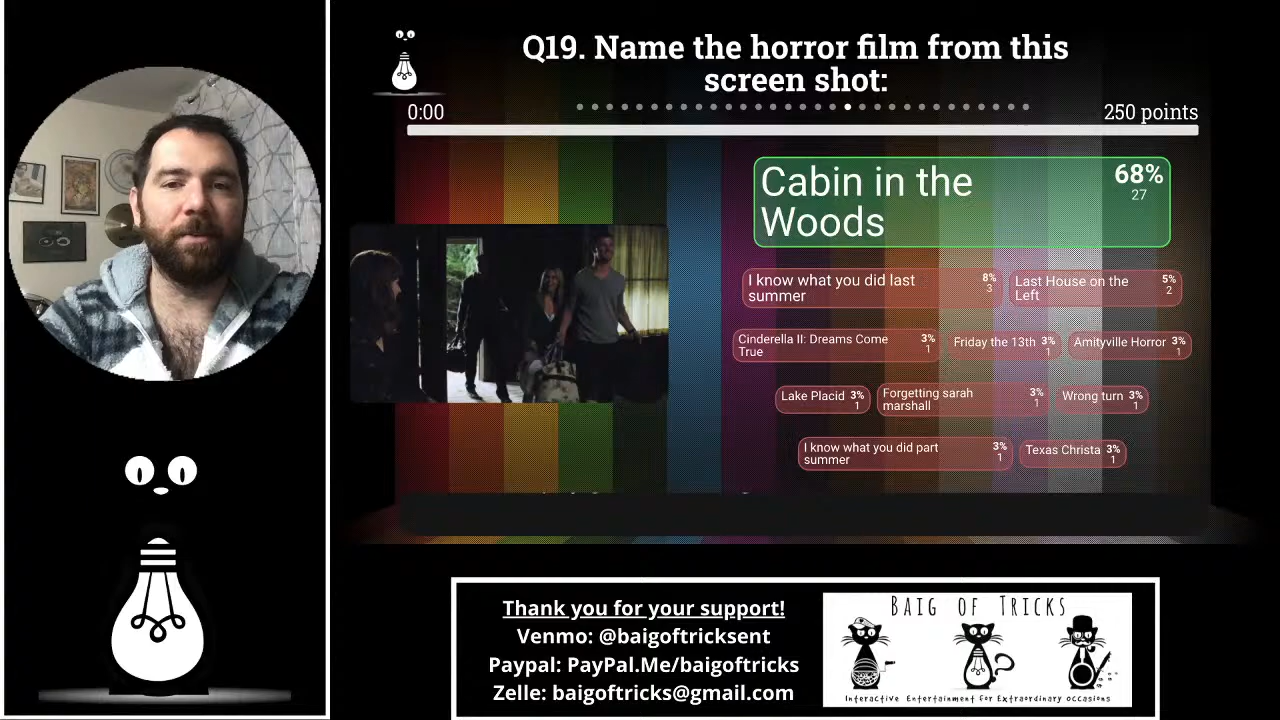 Q19. Name the horror film from this
screen shot:
0:00
250 points
Cabin in the
Woods
68%
27
I know what you did last
summer
8%
3
Last House on the
Left
5%
2
Cinderella II: Dreams Come
True
3%
1
Friday the 13th
3%
1
Amityville Horror
3%
1
Lake Placid
3%
1
Forgetting sarah
marshall
3%
1
Wrong turn
3%
1
I know what you did part
summer
3%
1
Texas Christa
3%
1
Thank you for your support!
Venmo: @baigoftricksent
Paypal: PayPal.Me/baigoftricks
Zelle: baigoftricks@gmail.com
BAIG OF TRICKS
Interactive Entertainment for Extraordinary occasions